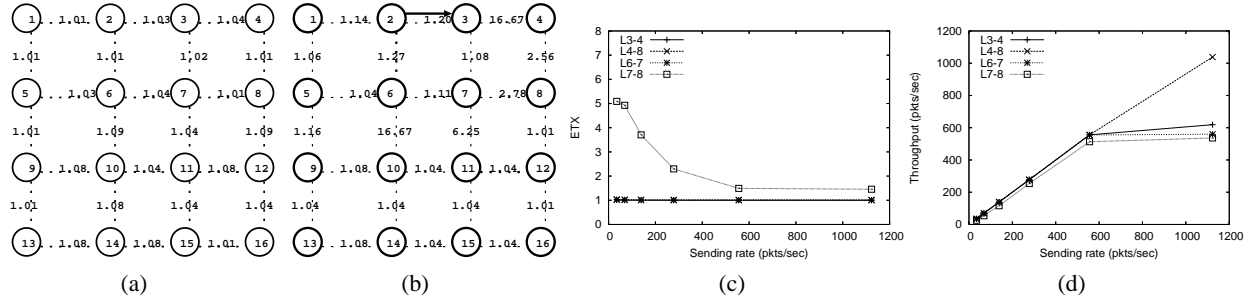 1 1.01 2 1.03 3 1.04 4
1.01 1.01 1.02 1.01
5 1.03 6 1.04 7 1.01 8
1.01 1.09 1.04 1.09
9 1.08 10 1.04 11 1.08 12
1.01 1.08 1.04 1.04
13 1.08 14 1.08 15 1.01 16
(a)
1 1.14 2 1.20 3 16.67 4
1.06 1.27 1.08 2.56
5 1.04 6 1.11 7 2.78 8
1.16 16.67 6.25 1.01
9 1.08 10 1.04 11 1.04 12
1.04 1.04 1.04 1.01
13 1.08 14 1.04 15 1.04 16
(b)
L3-4
L4-8
L6-7
L7-8
8
7
6
5
4
3
2
1
0
ETX
0 200 400 600 800 1000 1200
Sending rate (pkts/sec)
(c)
L3-4
L4-8
L6-7
L7-8
1200
1000
800
600
400
200
0
Throughput (pkts/sec)
0 200 400 600 800 1000 1200
Sending rate (pkts/sec)
(d)